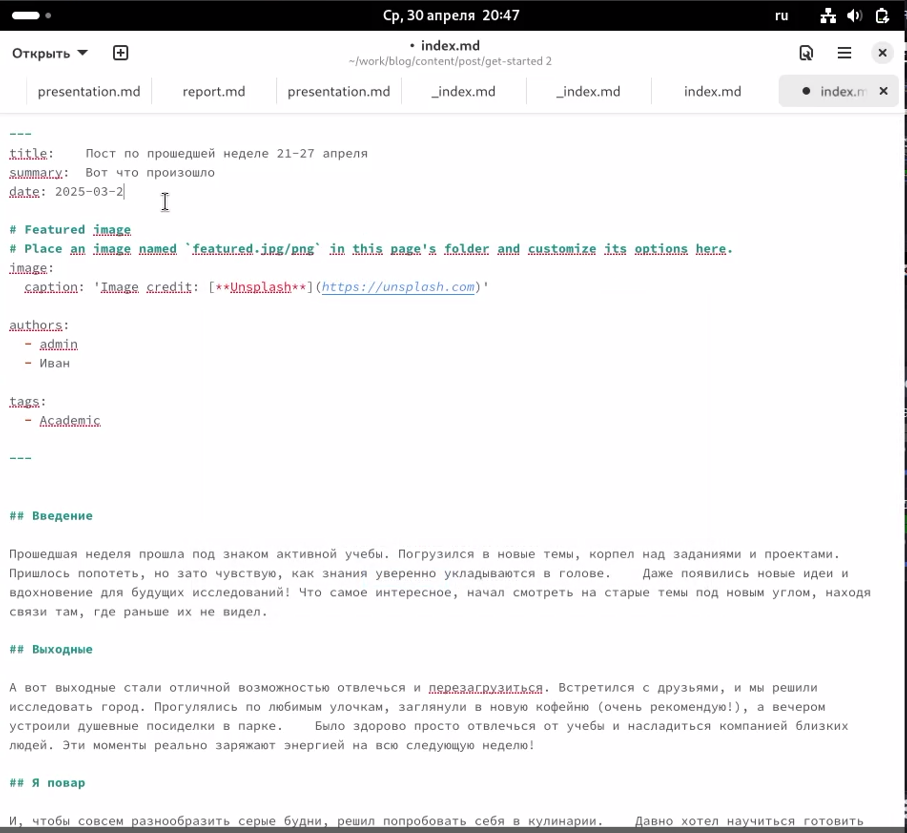 Ср, 30 апреля 20:47
ru
Открыть
• index.md
~/work/blog/content/post/get-started 2
presentation.md
report.md
presentation.md
_index.md
_index.md
index.md
index.m
---
title: Пост по прошедшей неделе 21-27 апреля
summary: Вот что произошло
date: 2025-03-2
# Featured image
# Place an image named `featured.jpg/png` in this page's folder and customize its options here.
image:
caption: 'Image credit: [**Unsplash**](https://unsplash.com)'
authors:
- admin
- Иван
tags:
- Academic
---
## Введение
Прошедшая неделя прошла под знаком активной учебы. Погрузился в новые темы, корпел над заданиями и проектами.
Пришлось попотеть, но зато чувствую, как знания уверенно укладываются в голове. Даже появились новые идеи и
вдохновение для будущих исследований! Что самое интересное, начал смотреть на старые темы под новым углом, находя
связи там, где раньше их не видел.
## Выходные
А вот выходные стали отличной возможностью отвлечься и перезагрузиться. Встретился с друзьями, и мы решили
исследовать город. Прогулялись по любимым улочкам, заглянули в новую кофейню (очень рекомендую!), а вечером
устроили душевные посиделки в парке. Было здорово просто отвлечься от учебы и насладиться компанией близких
людей. Эти моменты реально заряжают энергией на всю следующую неделю!
## Я повар
И, чтобы совсем разнообразить серые будни, решил попробовать себя в кулинарии. Давно хотел научиться готовить